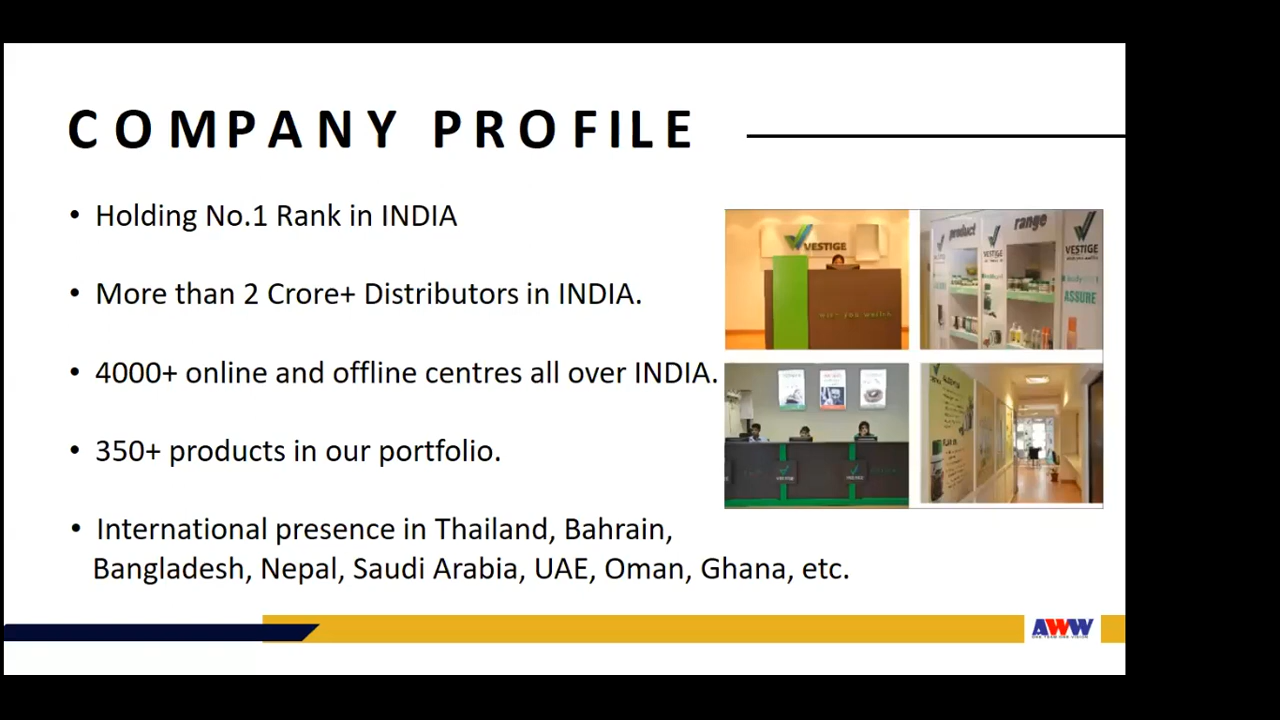 COMPANY PROFILE
• Holding No.1 Rank in INDIA
• More than 2 Crore+ Distributors in INDIA.
• 4000+ online and offline centres all over INDIA.
• 350+ products in our portfolio.
• International presence in Thailand, Bahrain,
Bangladesh, Nepal, Saudi Arabia, UAE, Oman, Ghana, etc.
VESTIGE
product
range
VESTIGE
VESTIGE
ASSURE
AWW